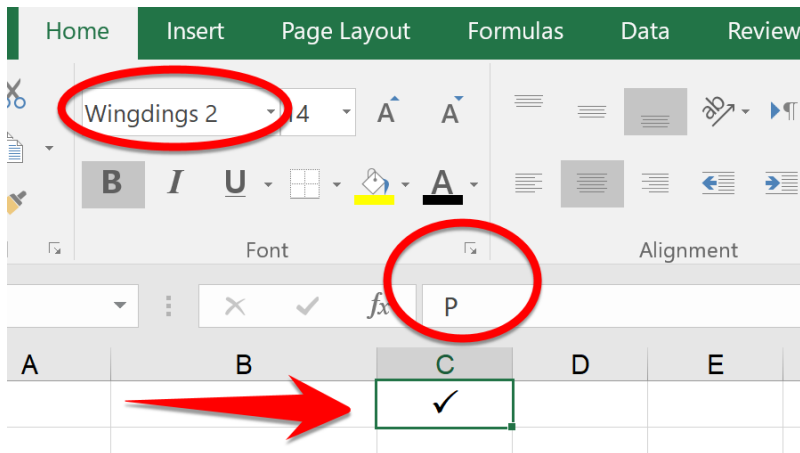 Home Insert Page Layout Formulas Data Review
Wingdings 2 14 A A
B I U A
Font Alignment
fx P
A B C D E
✓